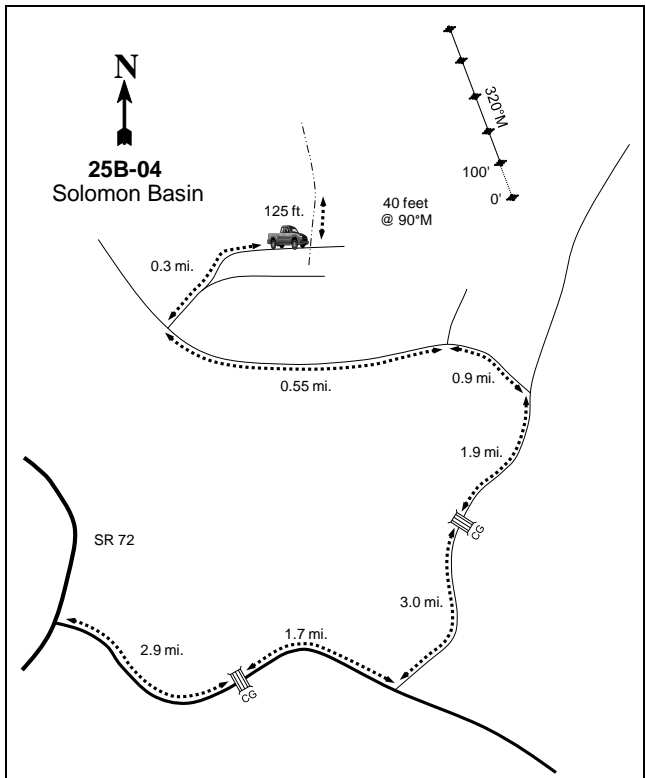 N
25B-04
Solomon Basin
320°M
100'
0'
125 ft.
40 feet
@ 90°M
0.3 mi.
0.55 mi.
0.9 mi.
1.9 mi.
CG
SR 72
3.0 mi.
1.7 mi.
2.9 mi.
CG